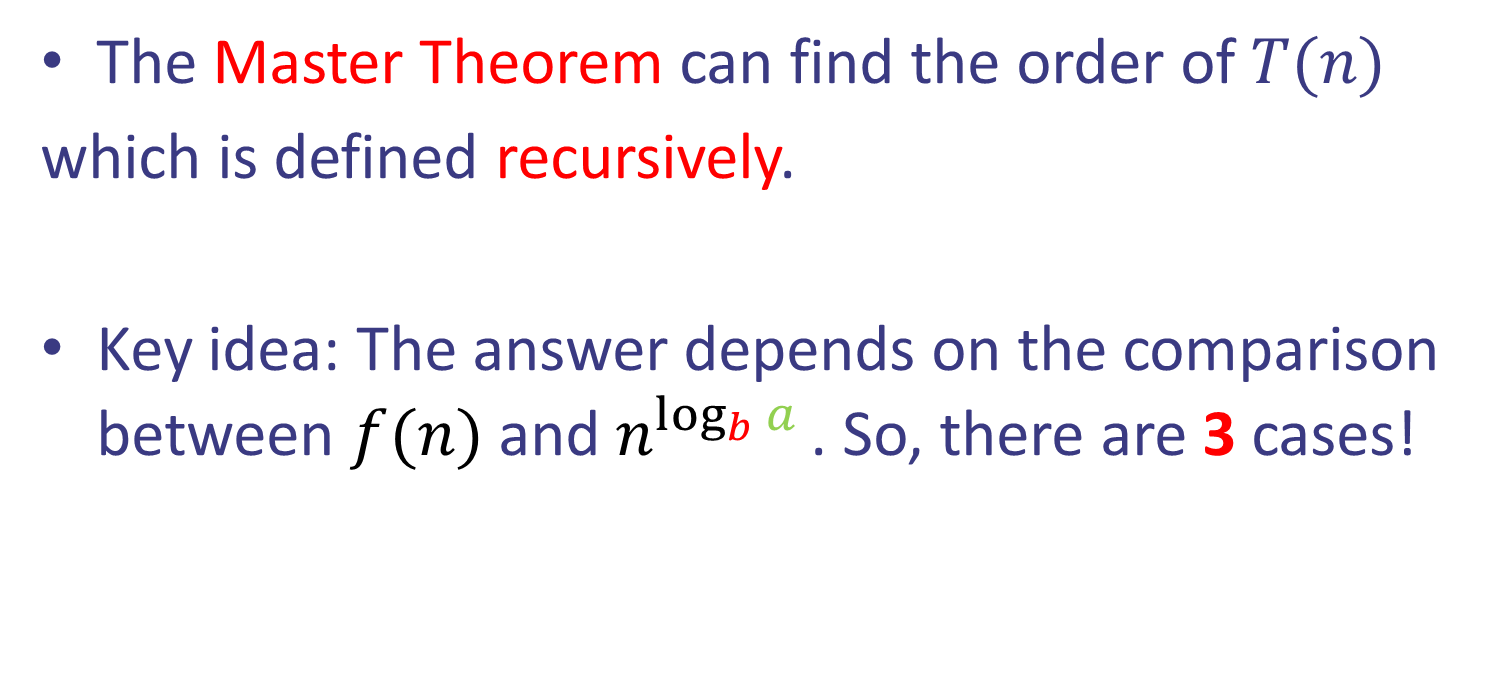 • The Master Theorem can find the order of T(n)
which is defined recursively.
• Key idea: The answer depends on the comparison
between f(n) and n^{log_b a} . So, there are 3 cases!